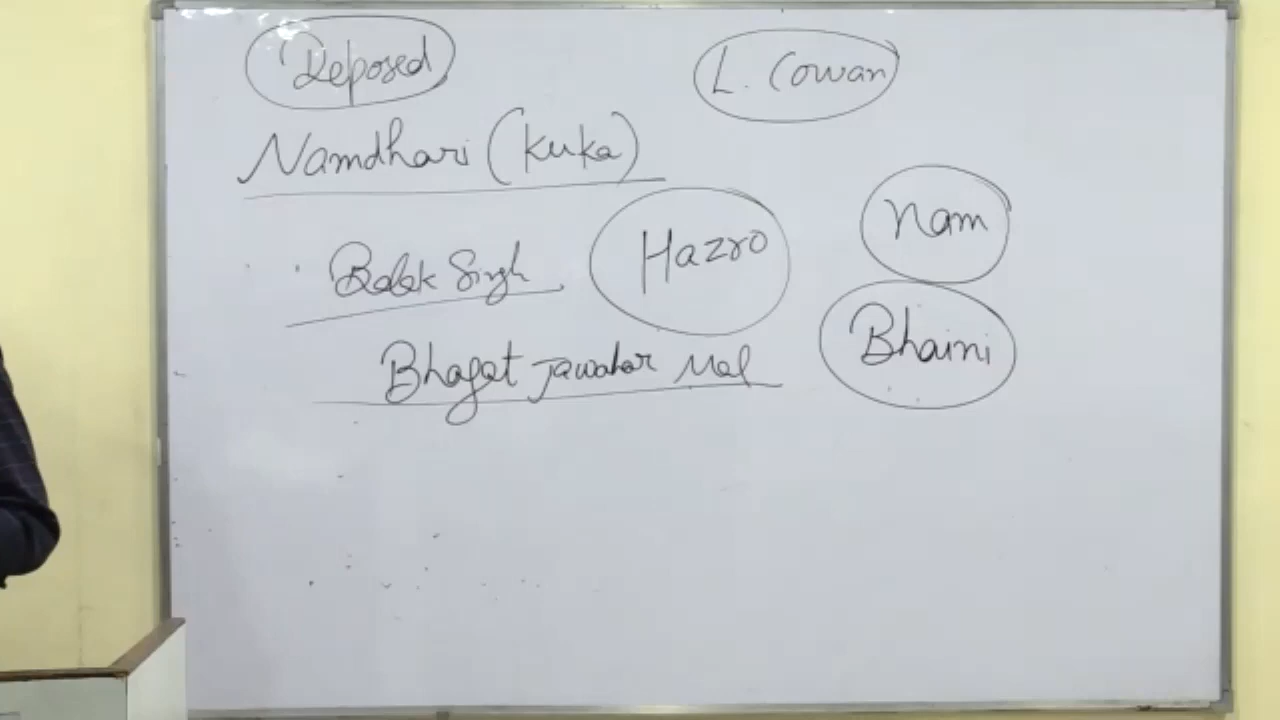 Deposed
L. Cowan
Namdhari (Kuka)
Balak Singh
Hazro
Nam
Bhagat Jawahar Mal
Bhaini